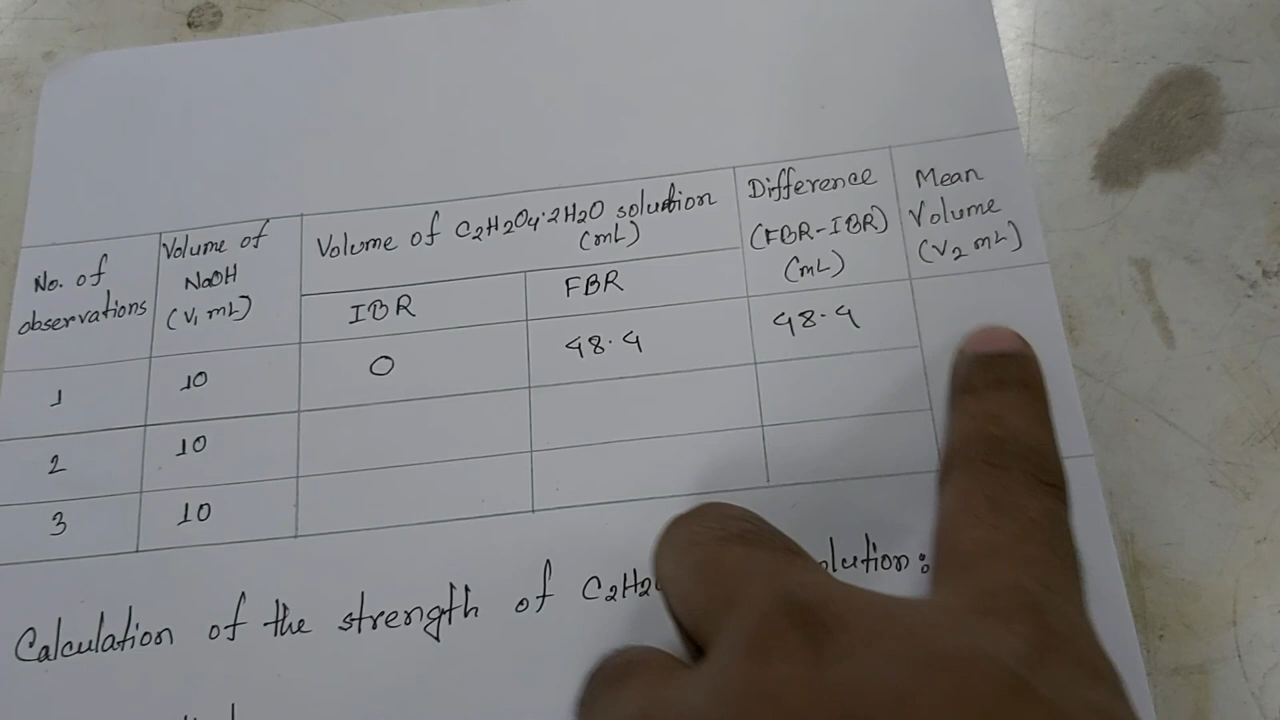 No. of observations
Volume of NaOH (V₁ mL)
Volume of C2H2O4·2H2O solution (mL)
IBR
FBR
Difference (FBR-IBR) (mL)
Mean Volume (V2 mL)
1 10 0 48.4 48.4
2 10
3 10
Calculation of the strength of C2H2 lution: